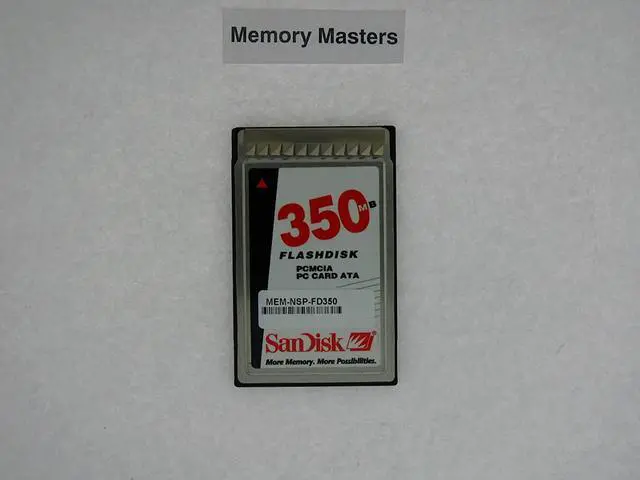 Memory Masters
350MB
FLASHDISK
PCMCIA
PC CARD ATA
MEM-NSP-FD350
SanDisk
More Memory. More Possibilities.